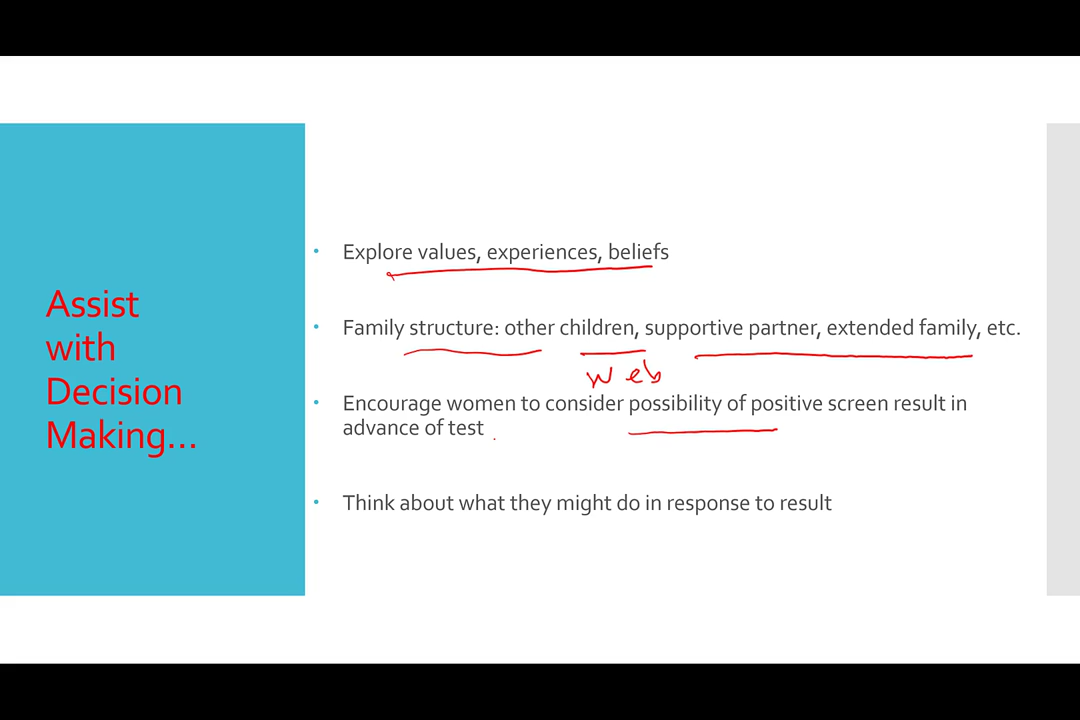 Assist
with
Decision
Making...
• Explore values, experiences, beliefs
• Family structure: other children, supportive partner, extended family, etc.
web
• Encourage women to consider possibility of positive screen result in
advance of test
• Think about what they might do in response to result